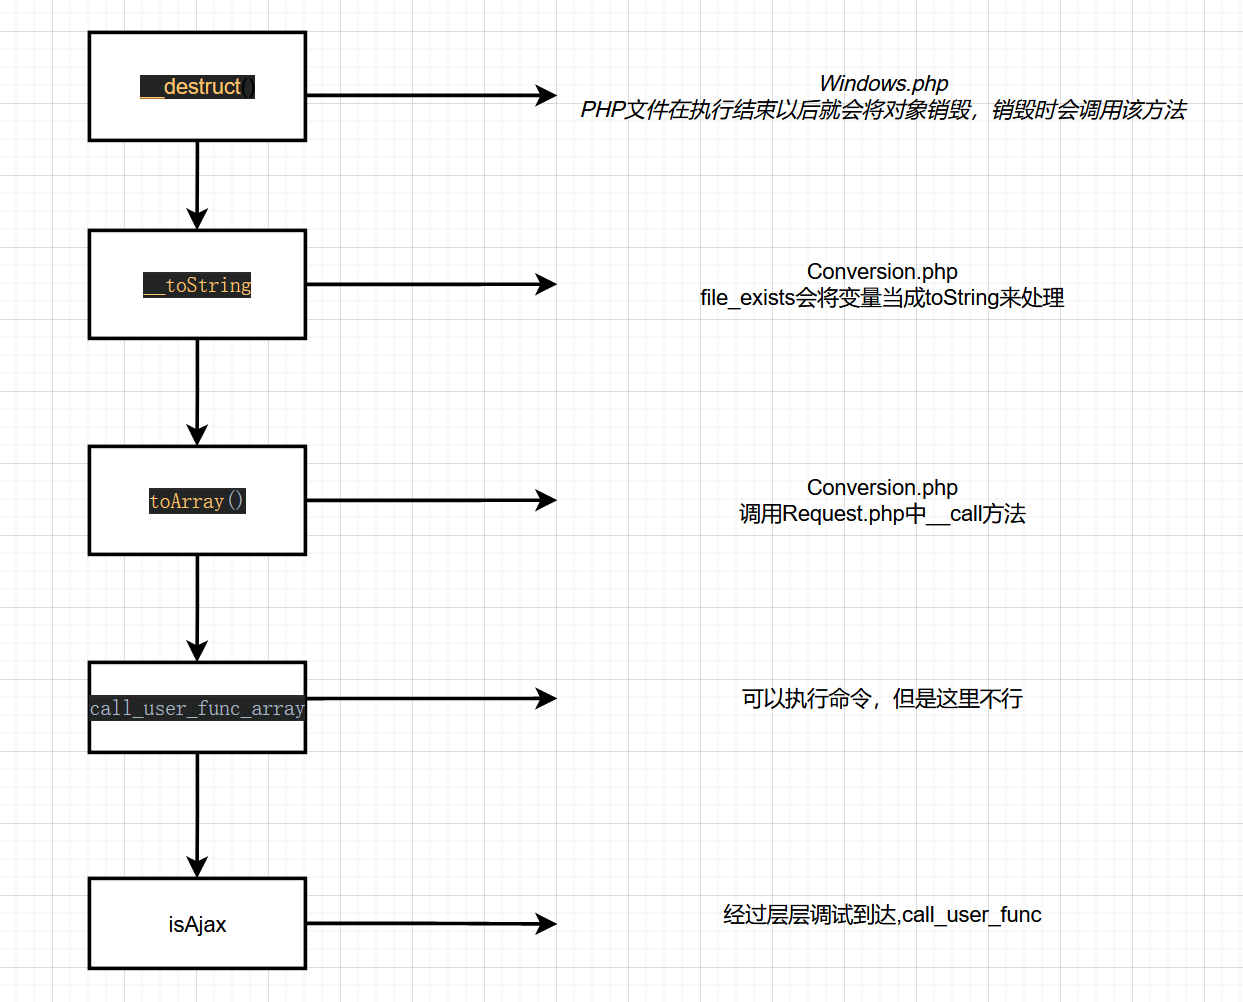 __destruct()
Windows.php
PHP文件在执行结束以后就会将对象销毁，销毁时会调用该方法
__toString
Conversion.php
file_exists会将变量当成toString来处理
toArray()
Conversion.php
调用Request.php中__call方法
call_user_func_array
可以执行命令，但是这里不行
isAjax
经过层层调试到达,call_user_func